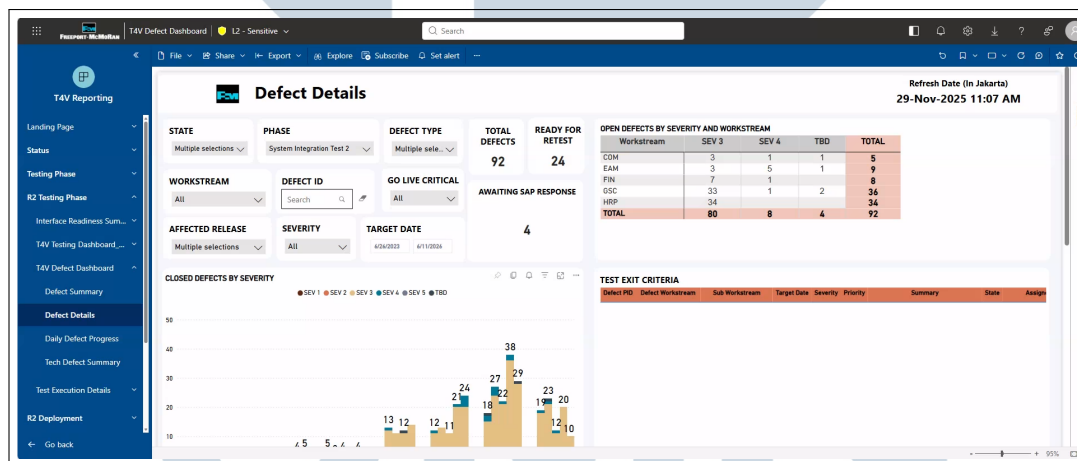 FREEPORT-MCMORAN
T4V Defect Dashboard
L2 - Sensitive
Search
File
Share
Export
Explore
Subscribe
Set alert
T4V Reporting
Landing Page
Status
Testing Phase
R2 Testing Phase
Interface Readiness Sum...
T4V Testing Dashboard_...
T4V Defect Dashboard
Defect Summary
Defect Details
Daily Defect Progress
Tech Defect Summary
Test Execution Details
R2 Deployment
Go back
FCX
Defect Details
Refresh Date (In Jakarta)
29-Nov-2025 11:07 AM
STATE
Multiple selections
PHASE
System Integration Test 2
DEFECT TYPE
Multiple sele...
TOTAL DEFECTS
92
READY FOR RETEST
24
WORKSTREAM
All
DEFECT ID
Search
GO LIVE CRITICAL
All
AWAITING SAP RESPONSE
4
AFFECTED RELEASE
Multiple selections
SEVERITY
All
TARGET DATE
6/26/2023 6/11/2026
OPEN DEFECTS BY SEVERITY AND WORKSTREAM
Workstream SEV 3 SEV 4 TBD TOTAL
COM 3 1 1 5
EAM 3 5 1 9
FIN 7 1 8
GSC 33 1 2 36
HRP 34 34
TOTAL 80 8 4 92
CLOSED DEFECTS BY SEVERITY
SEV 1 SEV 2 SEV 3 SEV 4 SEV 5 TBD
50
40
30
20
10
4 5 5 4 4 13 12 12 11 21 24 18 27 22 38 29 19 23 12 20 10
TEST EXIT CRITERIA
Defect PID Defect Workstream Sub Workstream Target Date Severity Priority Summary State Assign
95%